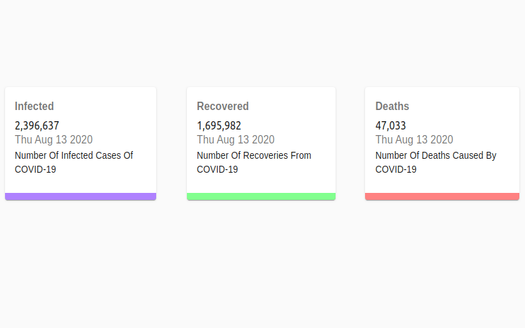 Infected
2,396,637
Thu Aug 13 2020
Number Of Infected Cases Of
COVID-19
Recovered
1,695,982
Thu Aug 13 2020
Number Of Recoveries From
COVID-19
Deaths
47,033
Thu Aug 13 2020
Number Of Deaths Caused By
COVID-19